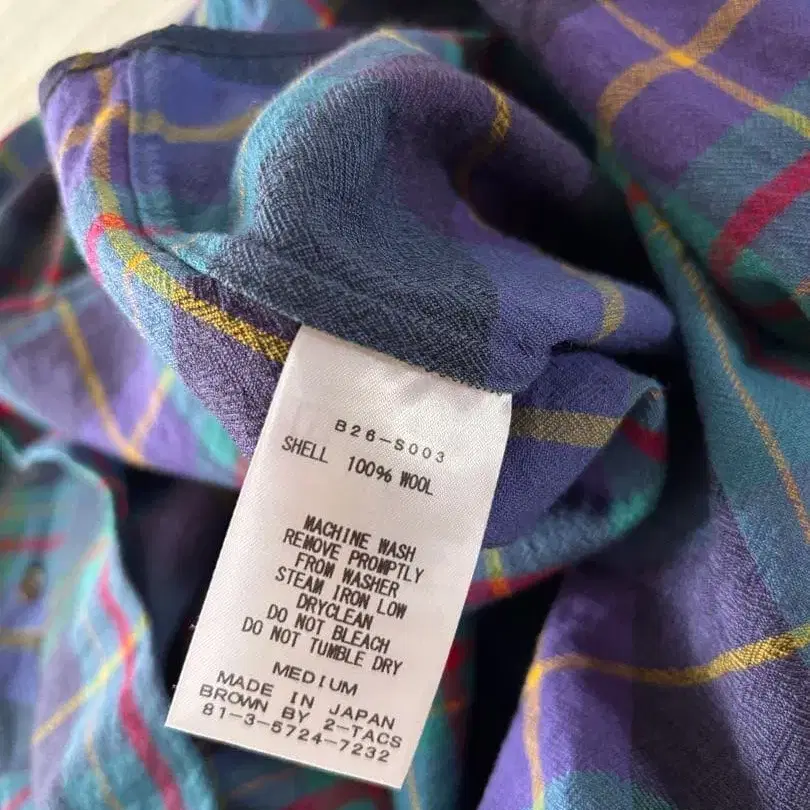 B26-S003
SHELL 100% WOOL
MACHINE WASH
REMOVE PROMPTLY
FROM WASHER
STEAM IRON LOW
DRYCLEAN
DO NOT BLEACH
DO NOT TUMBLE DRY
MEDIUM
MADE IN JAPAN
BROWN BY 2-TACS
81-3-5724-7232